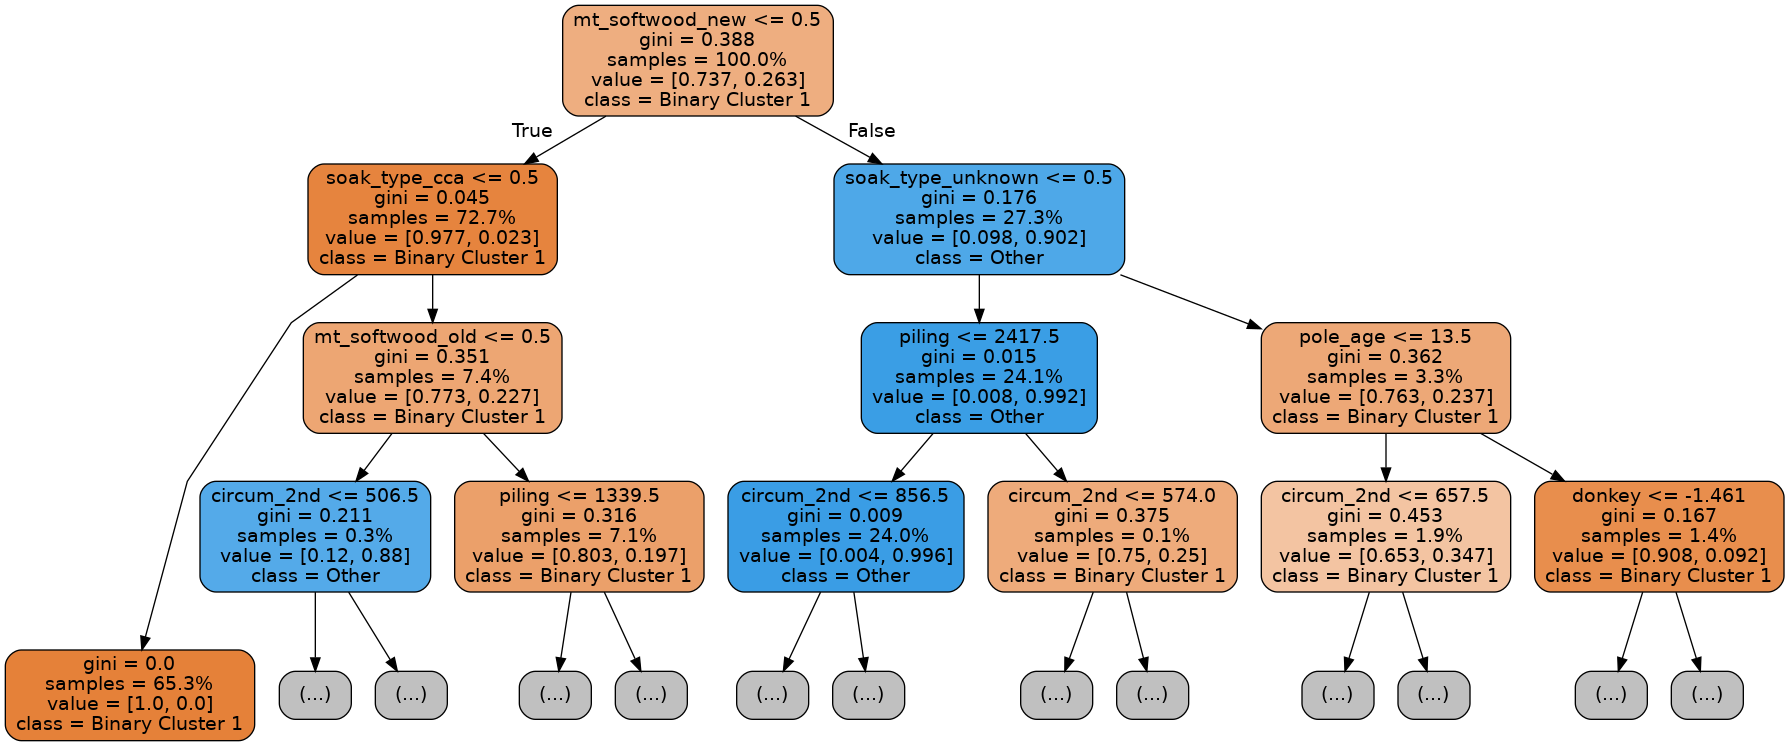 mt_softwood_new <= 0.5
gini = 0.388
samples = 100.0%
value = [0.737, 0.263]
class = Binary Cluster 1
True
False
soak_type_cca <= 0.5
gini = 0.045
samples = 72.7%
value = [0.977, 0.023]
class = Binary Cluster 1
soak_type_unknown <= 0.5
gini = 0.176
samples = 27.3%
value = [0.098, 0.902]
class = Other
mt_softwood_old <= 0.5
gini = 0.351
samples = 7.4%
value = [0.773, 0.227]
class = Binary Cluster 1
piling <= 2417.5
gini = 0.015
samples = 24.1%
value = [0.008, 0.992]
class = Other
pole_age <= 13.5
gini = 0.362
samples = 3.3%
value = [0.763, 0.237]
class = Binary Cluster 1
circum_2nd <= 506.5
gini = 0.211
samples = 0.3%
value = [0.12, 0.88]
class = Other
piling <= 1339.5
gini = 0.316
samples = 7.1%
value = [0.803, 0.197]
class = Binary Cluster 1
circum_2nd <= 856.5
gini = 0.009
samples = 24.0%
value = [0.004, 0.996]
class = Other
circum_2nd <= 574.0
gini = 0.375
samples = 0.1%
value = [0.75, 0.25]
class = Binary Cluster 1
circum_2nd <= 657.5
gini = 0.453
samples = 1.9%
value = [0.653, 0.347]
class = Binary Cluster 1
donkey <= -1.461
gini = 0.167
samples = 1.4%
value = [0.908, 0.092]
class = Binary Cluster 1
gini = 0.0
samples = 65.3%
value = [1.0, 0.0]
class = Binary Cluster 1
(...)
(...)
(...)
(...)
(...)
(...)
(...)
(...)
(...)
(...)
(...)
(...)